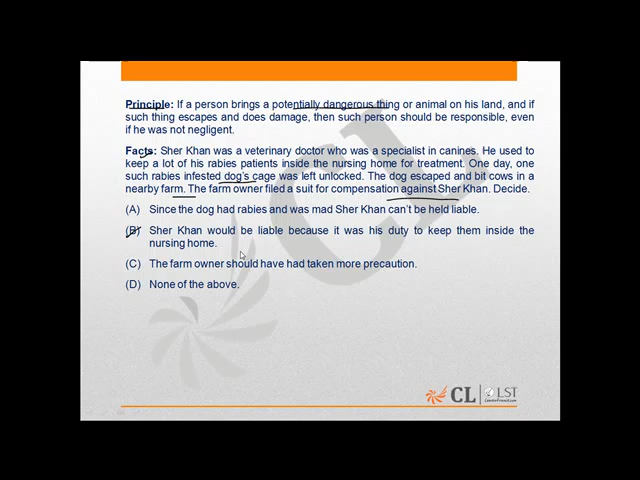 Principle: If a person brings a potentially dangerous thing or animal on his land, and if
such thing escapes and does damage, then such person should be responsible, even
if he was not negligent.
Facts: Sher Khan was a veterinary doctor who was a specialist in canines. He used to
keep a lot of his rabies patients inside the nursing home for treatment. One day, one
such rabies infested dog's cage was left unlocked. The dog escaped and bit cows in a
nearby farm. The farm owner filed a suit for compensation against Sher Khan. Decide.
(A) Since the dog had rabies and was mad Sher Khan can't be held liable.
(B) Sher Khan would be liable because it was his duty to keep them inside the
nursing home.
(C) The farm owner should have had taken more precaution.
(D) None of the above.
CL LST